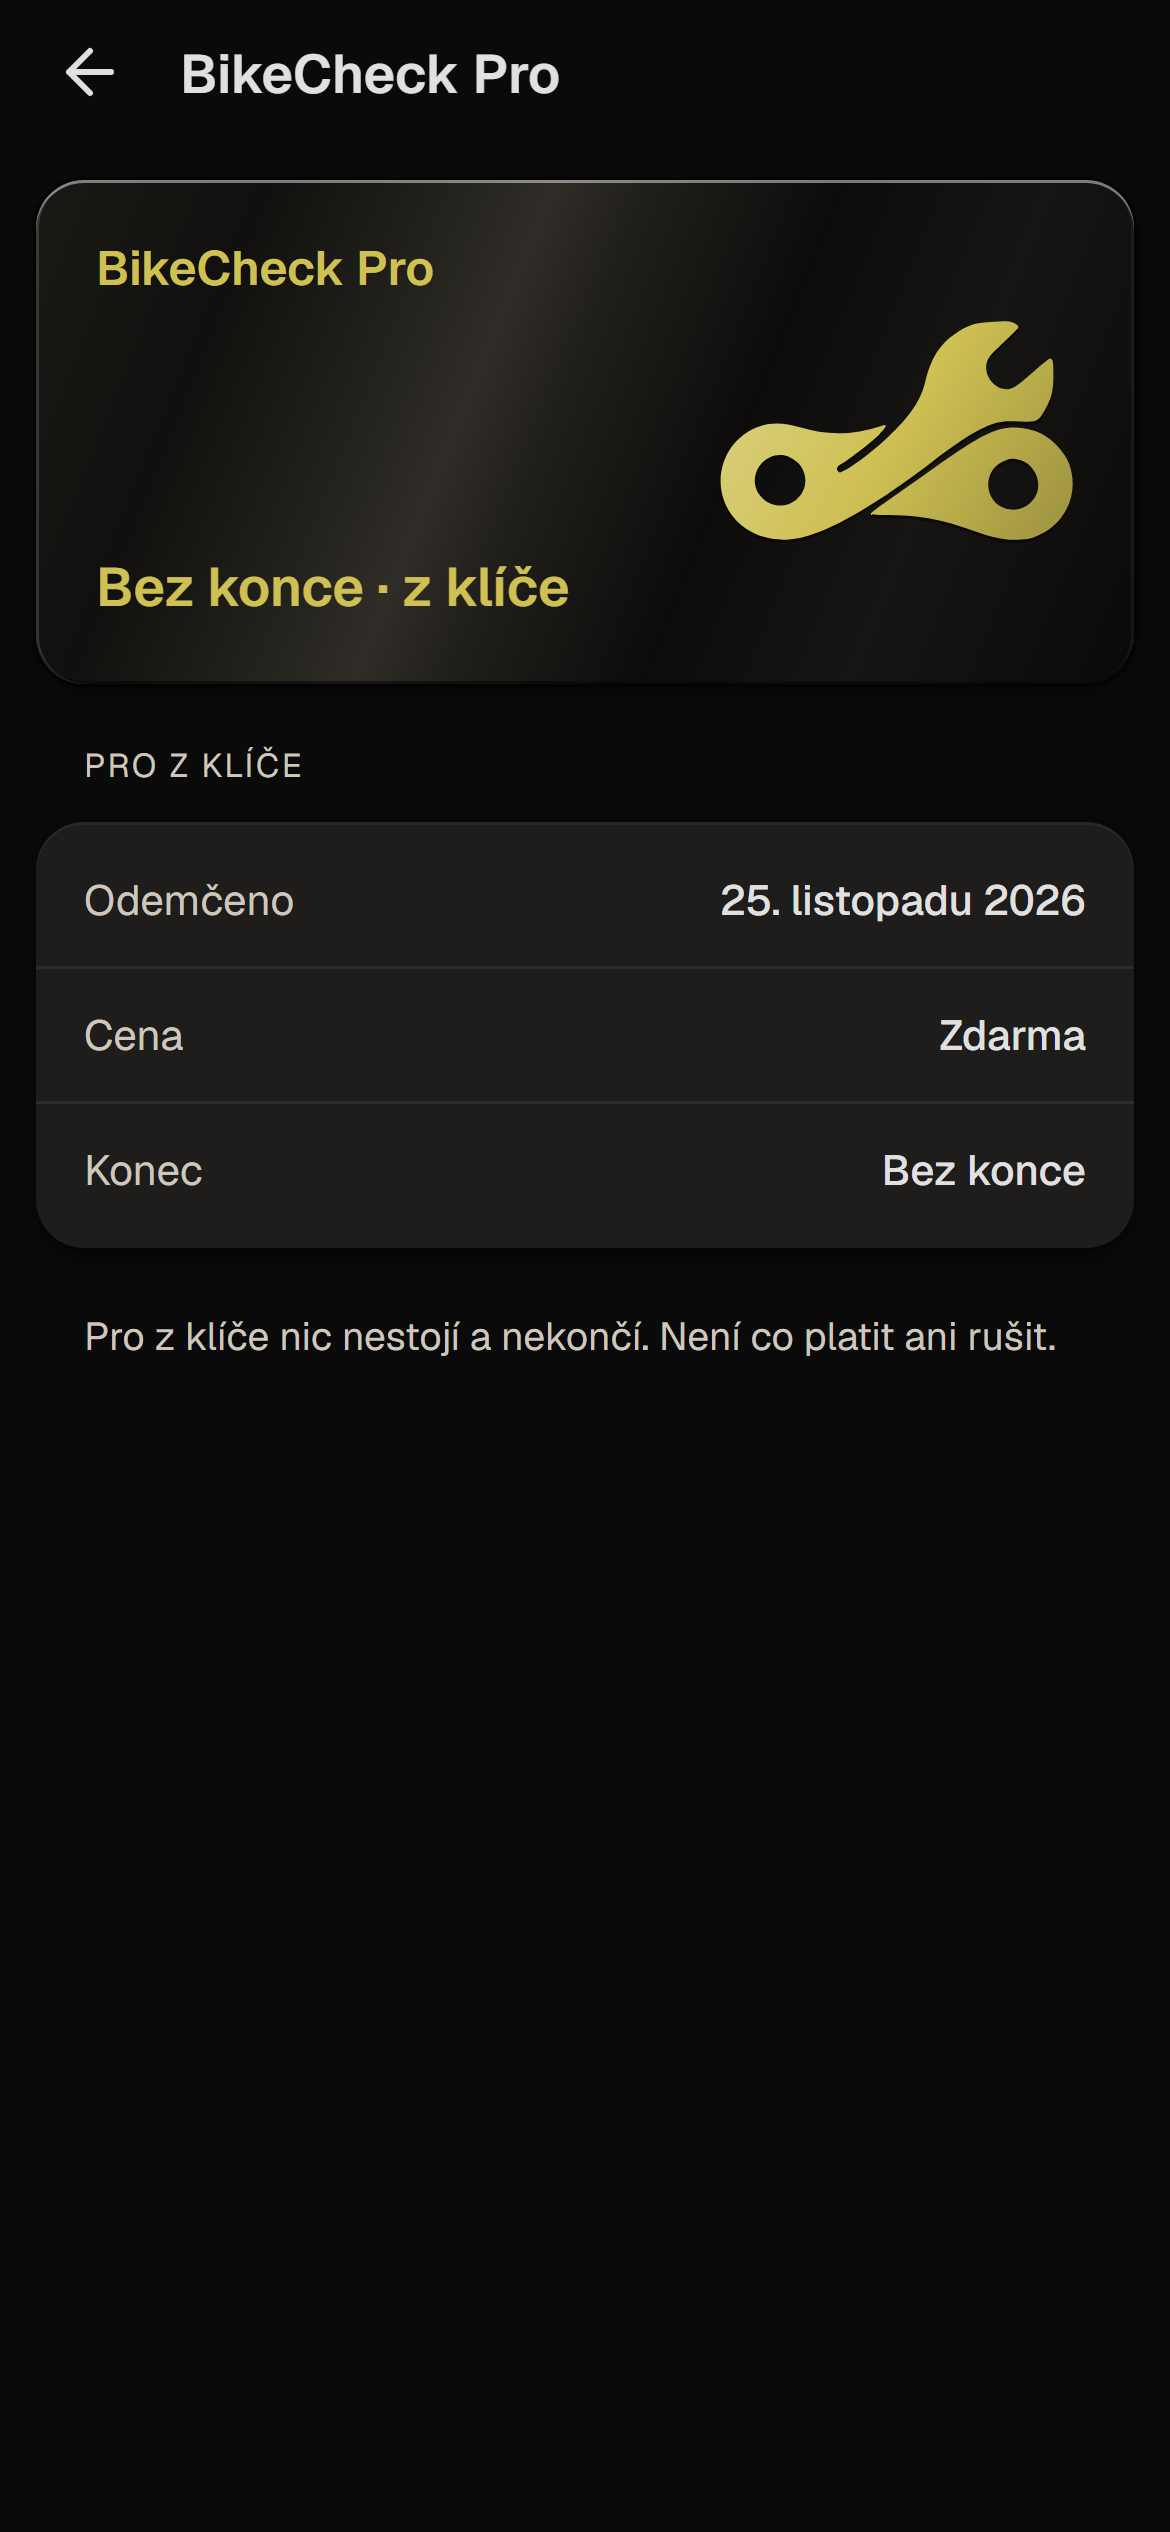 BikeCheck Pro
BikeCheck Pro
Bez konce · z klíče
PRO Z KLÍČE
Odemčeno 25. listopadu 2026
Cena Zdarma
Konec Bez konce
Pro z klíče nic nestojí a nekončí. Není co platit ani rušit.